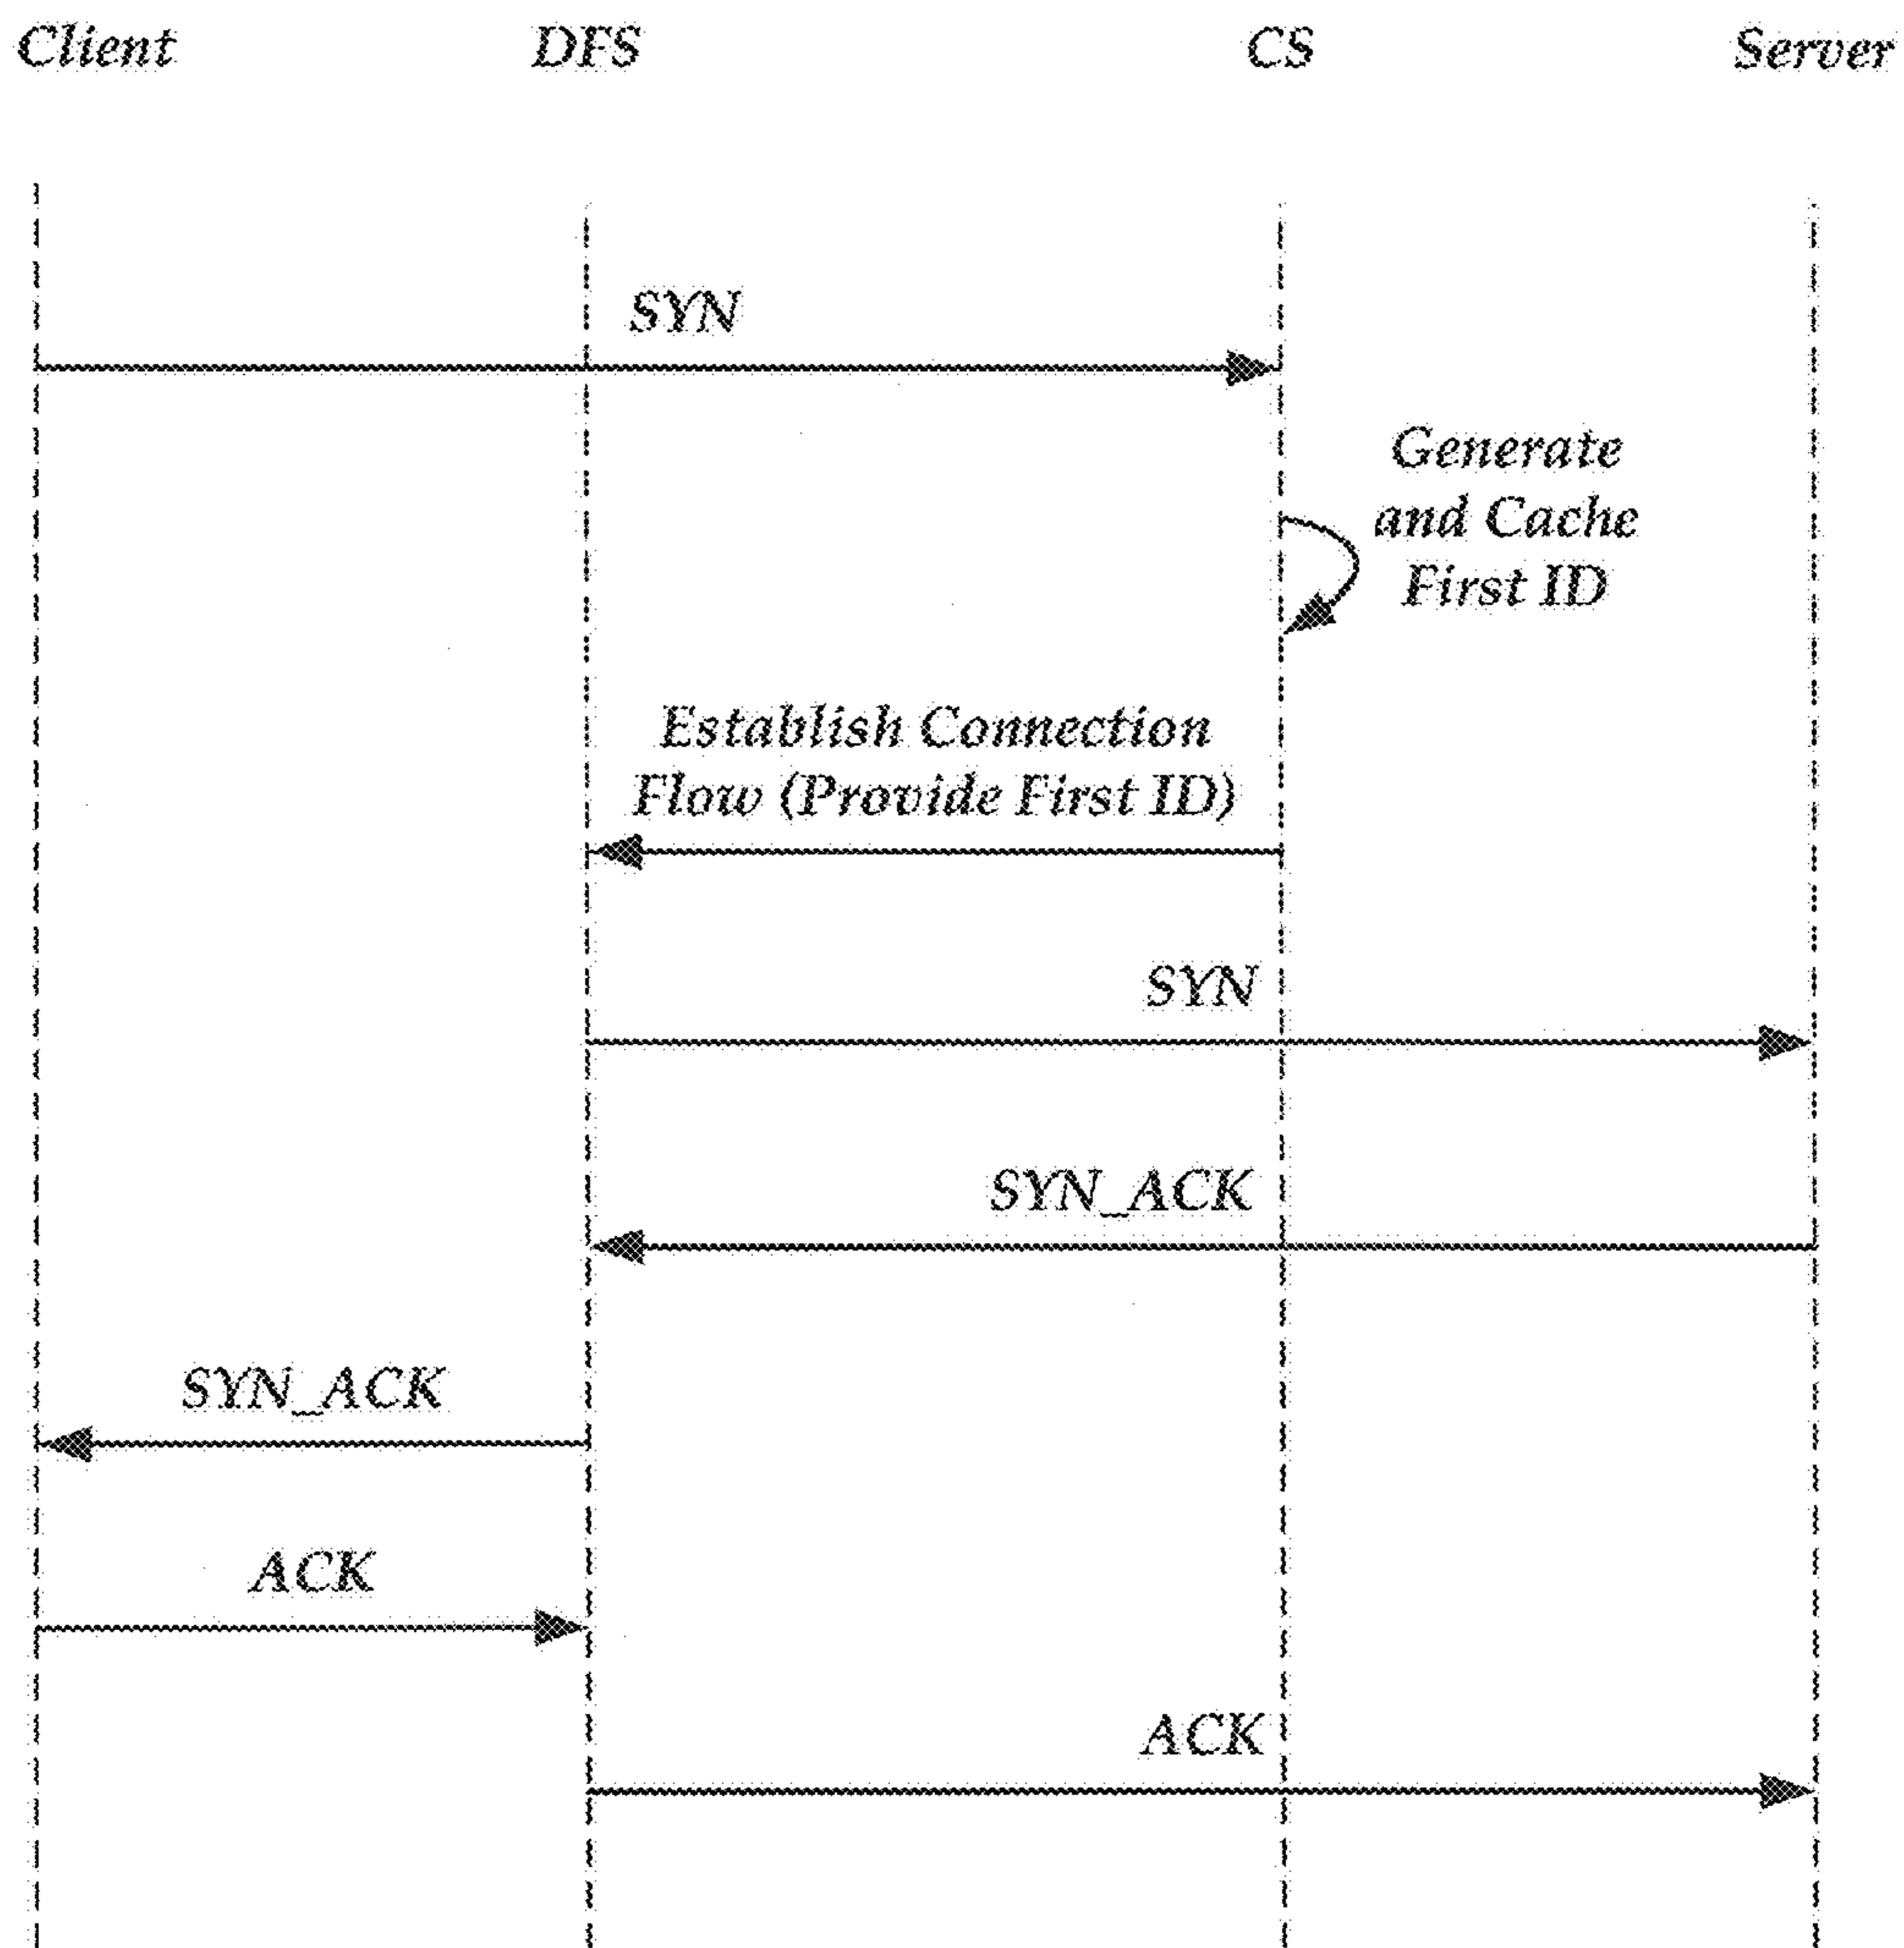 Client DFS CS Server
SYN
Generate
and Cache
First ID
Establish Connection
Flow (Provide First ID)
SYN
SYN_ACK
SYN_ACK
ACK
ACK